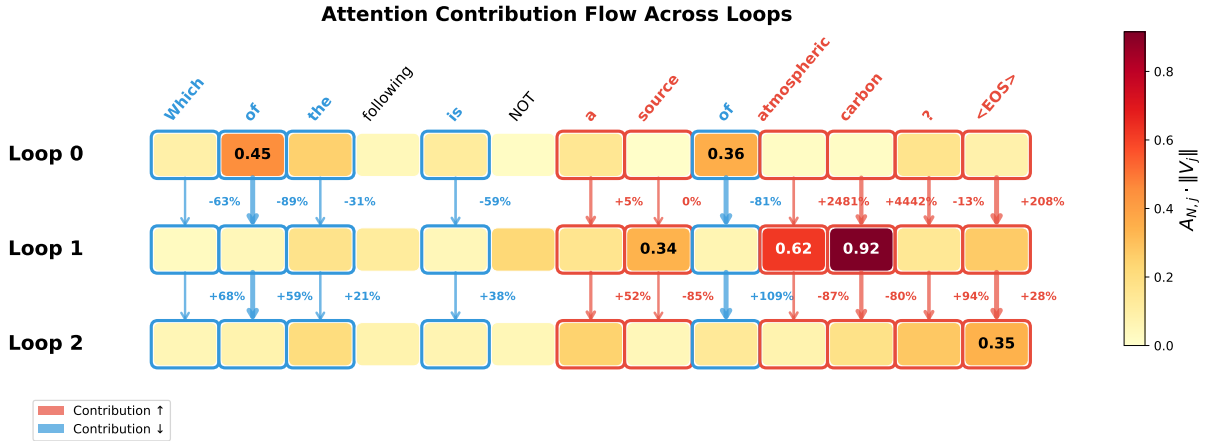 Attention Contribution Flow Across Loops
Which of the following is NOT a source of atmospheric carbon ? <EOS>
Loop 0
0.45 0.36
-63% -89% -31% -59% +5% 0% -81% +2481% +4442% -13% +208%
Loop 1
0.34 0.62 0.92
+68% +59% +21% +38% +52% -85% +109% -87% -80% +94% +28%
Loop 2
0.35
0.8
0.6
0.4
0.2
0.0
A_{N,j} · ‖V_j‖
Contribution ↑
Contribution ↓